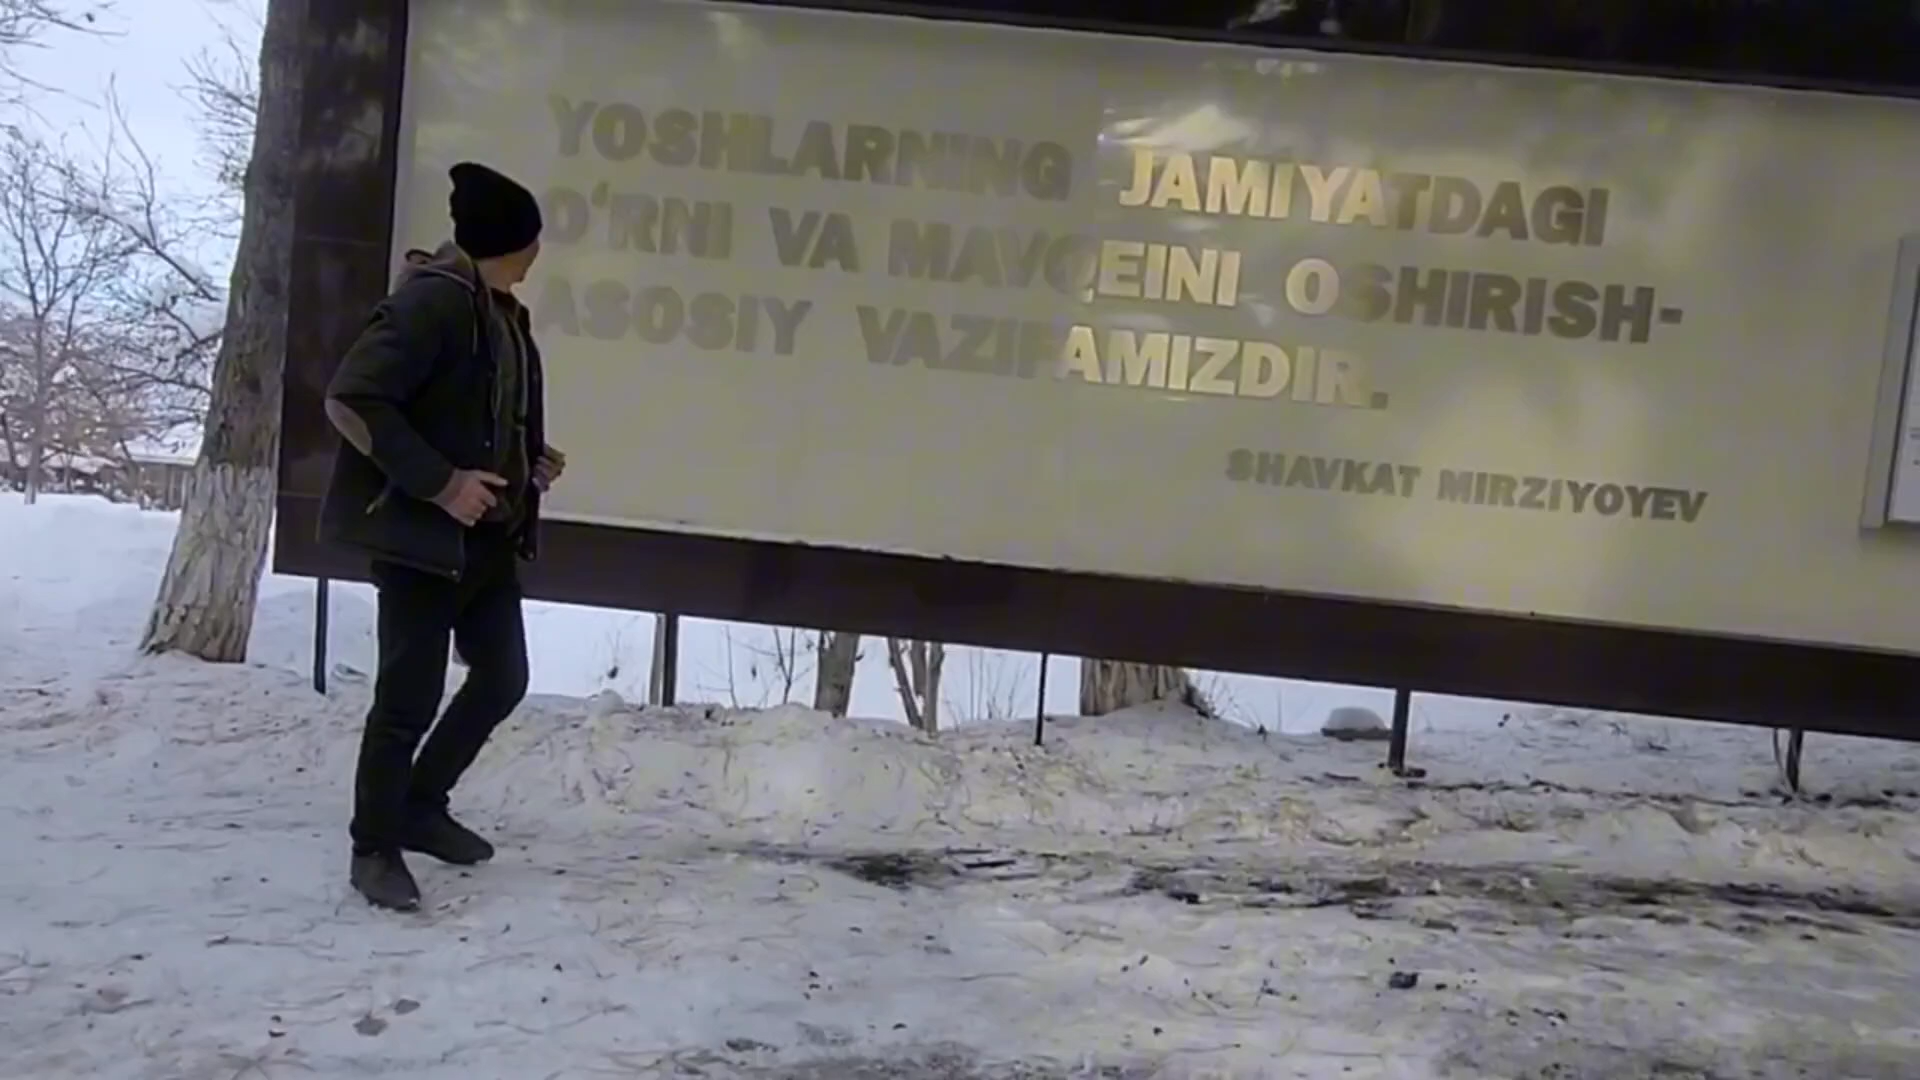 YOSHLARNING JAMIYATDAGI
O‘RNI VA MAVQEINI OSHIRISH-
ASOSIY VAZIFAMIZDIR.
SHAVKAT MIRZIYOYEV